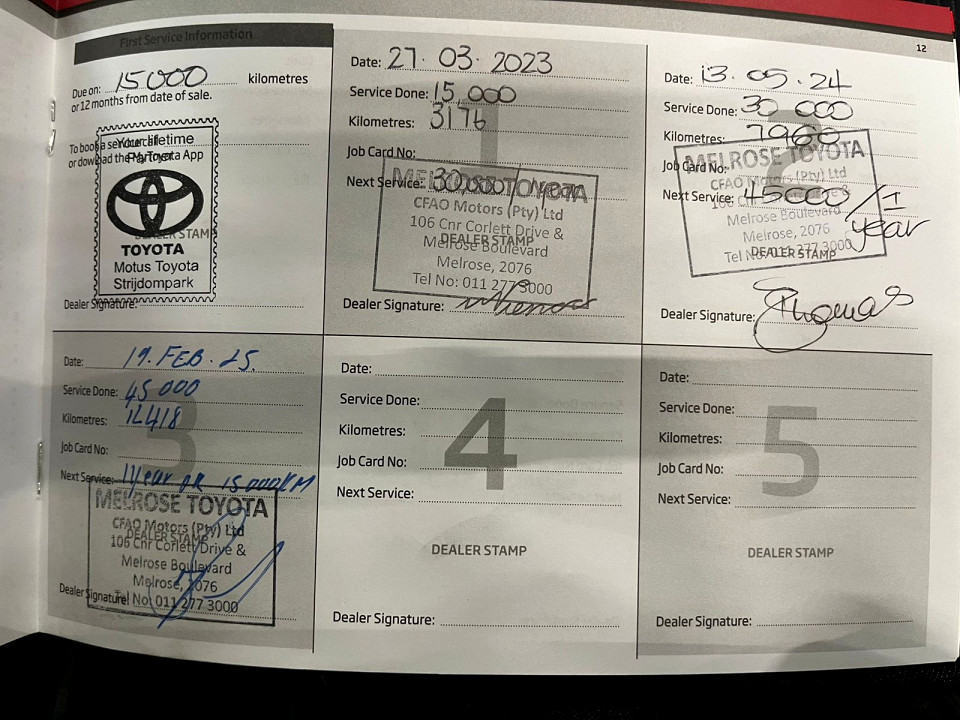 12
First Service Information
Due on: 15000 kilometres
or 12 months from date of sale.
To book a service call
or download the MyToyota App
Your lifetime
Partner
DEALER STAMP
TOYOTA
Motus Toyota
Strijdompark
Dealer Signature:
1
Date: 27.03.2023
Service Done: 15,000
Kilometres: 3176
Job Card No:
Next Service: 30,000/1year
MELROSE TOYOTA
CFAO Motors (Pty) Ltd
106 Cnr Corlett Drive &
Melrose Boulevard
DEALER STAMP
Melrose, 2076
Tel No: 011 277 3000
Dealer Signature:
Date: 13.05.24
Service Done: 30 000
Kilometres: 7960
Job Card No:
Next Service: 45000/1
year
MELROSE TOYOTA
CFAO Motors (Pty) Ltd
Melrose Boulevard
Melrose, 2076
Tel No: 011 277 3000
DEALER STAMP
Dealer Signature: Thomas
3
Date: 19.FEB.25.
Service Done: 45 000
Kilometres: 12418
Job Card No:
Next Service: 1 year or 15 000KM
MELROSE TOYOTA
CFAO Motors (Pty) Ltd
DEALER STAMP
106 Cnr Corlett Drive &
Melrose Boulevard
Melrose, 2076
Tel No: 011 277 3000
Dealer Signature:
4
Date:
Service Done:
Kilometres:
Job Card No:
Next Service:
DEALER STAMP
Dealer Signature:
5
Date:
Service Done:
Kilometres:
Job Card No:
Next Service:
DEALER STAMP
Dealer Signature: